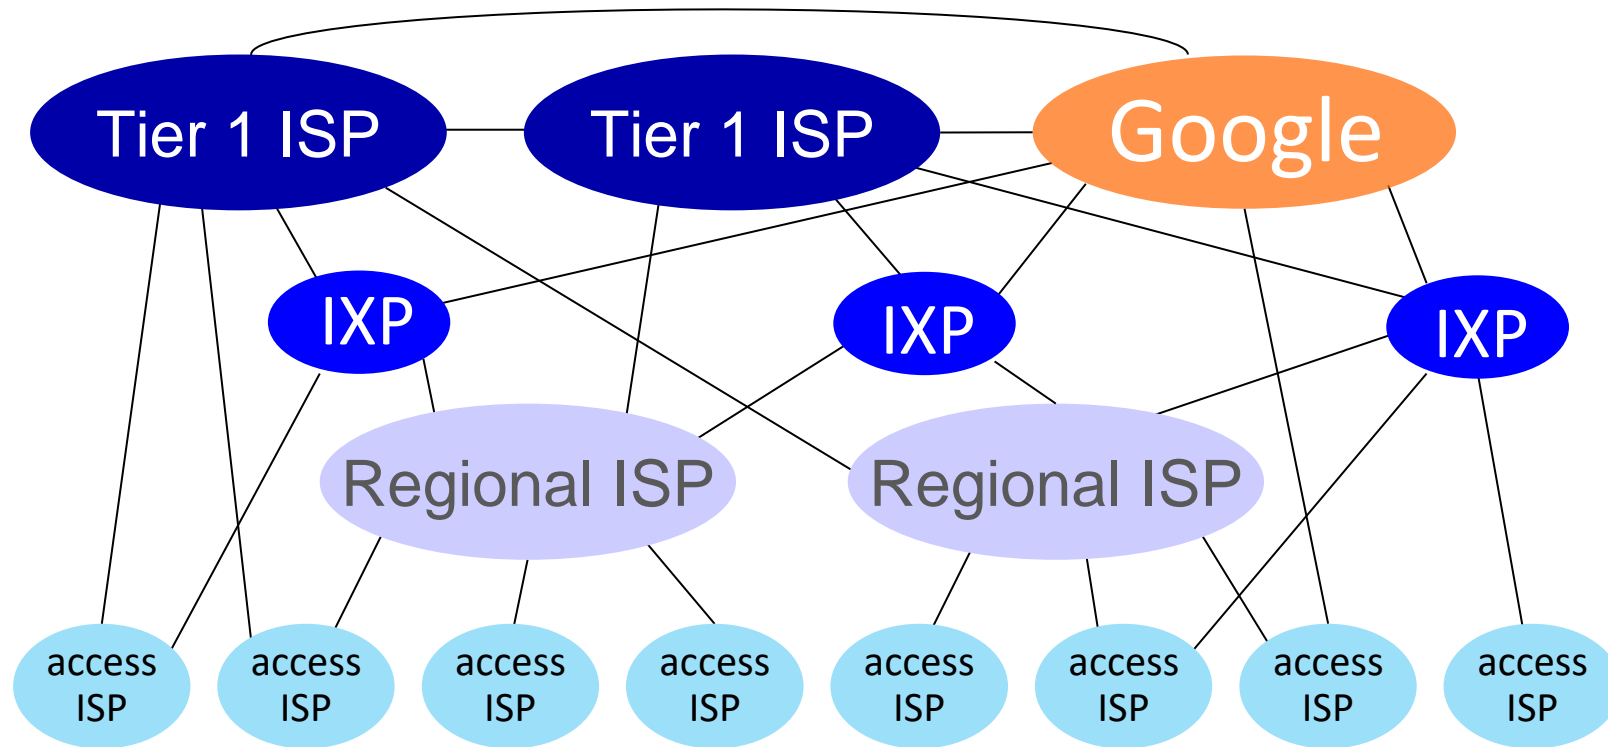 Tier 1 ISP
Tier 1 ISP
Google
IXP
IXP
IXP
Regional ISP
Regional ISP
access
ISP
access
ISP
access
ISP
access
ISP
access
ISP
access
ISP
access
ISP
access
ISP